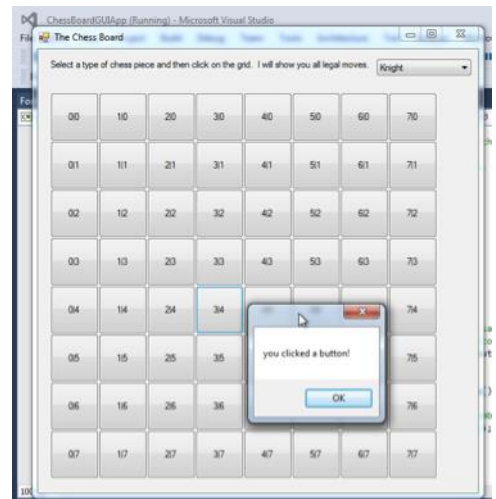 ChessBoardGUIApp (Running) - Microsoft Visual Studio
The Chess Board
Select a type of chess piece and then click on the grid. I will show you all legal moves.
Knight
0|0 1|0 2|0 3|0 4|0 5|0 6|0 7|0
0|1 1|1 2|1 3|1 4|1 5|1 6|1 7|1
0|2 1|2 2|2 3|2 4|2 5|2 6|2 7|2
0|3 1|3 2|3 3|3 4|3 5|3 6|3 7|3
0|4 1|4 2|4 3|4 7|4
0|5 1|5 2|5 3|5 7|5
you clicked a button!
OK
0|6 1|6 2|6 3|6 7|6
0|7 1|7 2|7 3|7 4|7 5|7 6|7 7|7